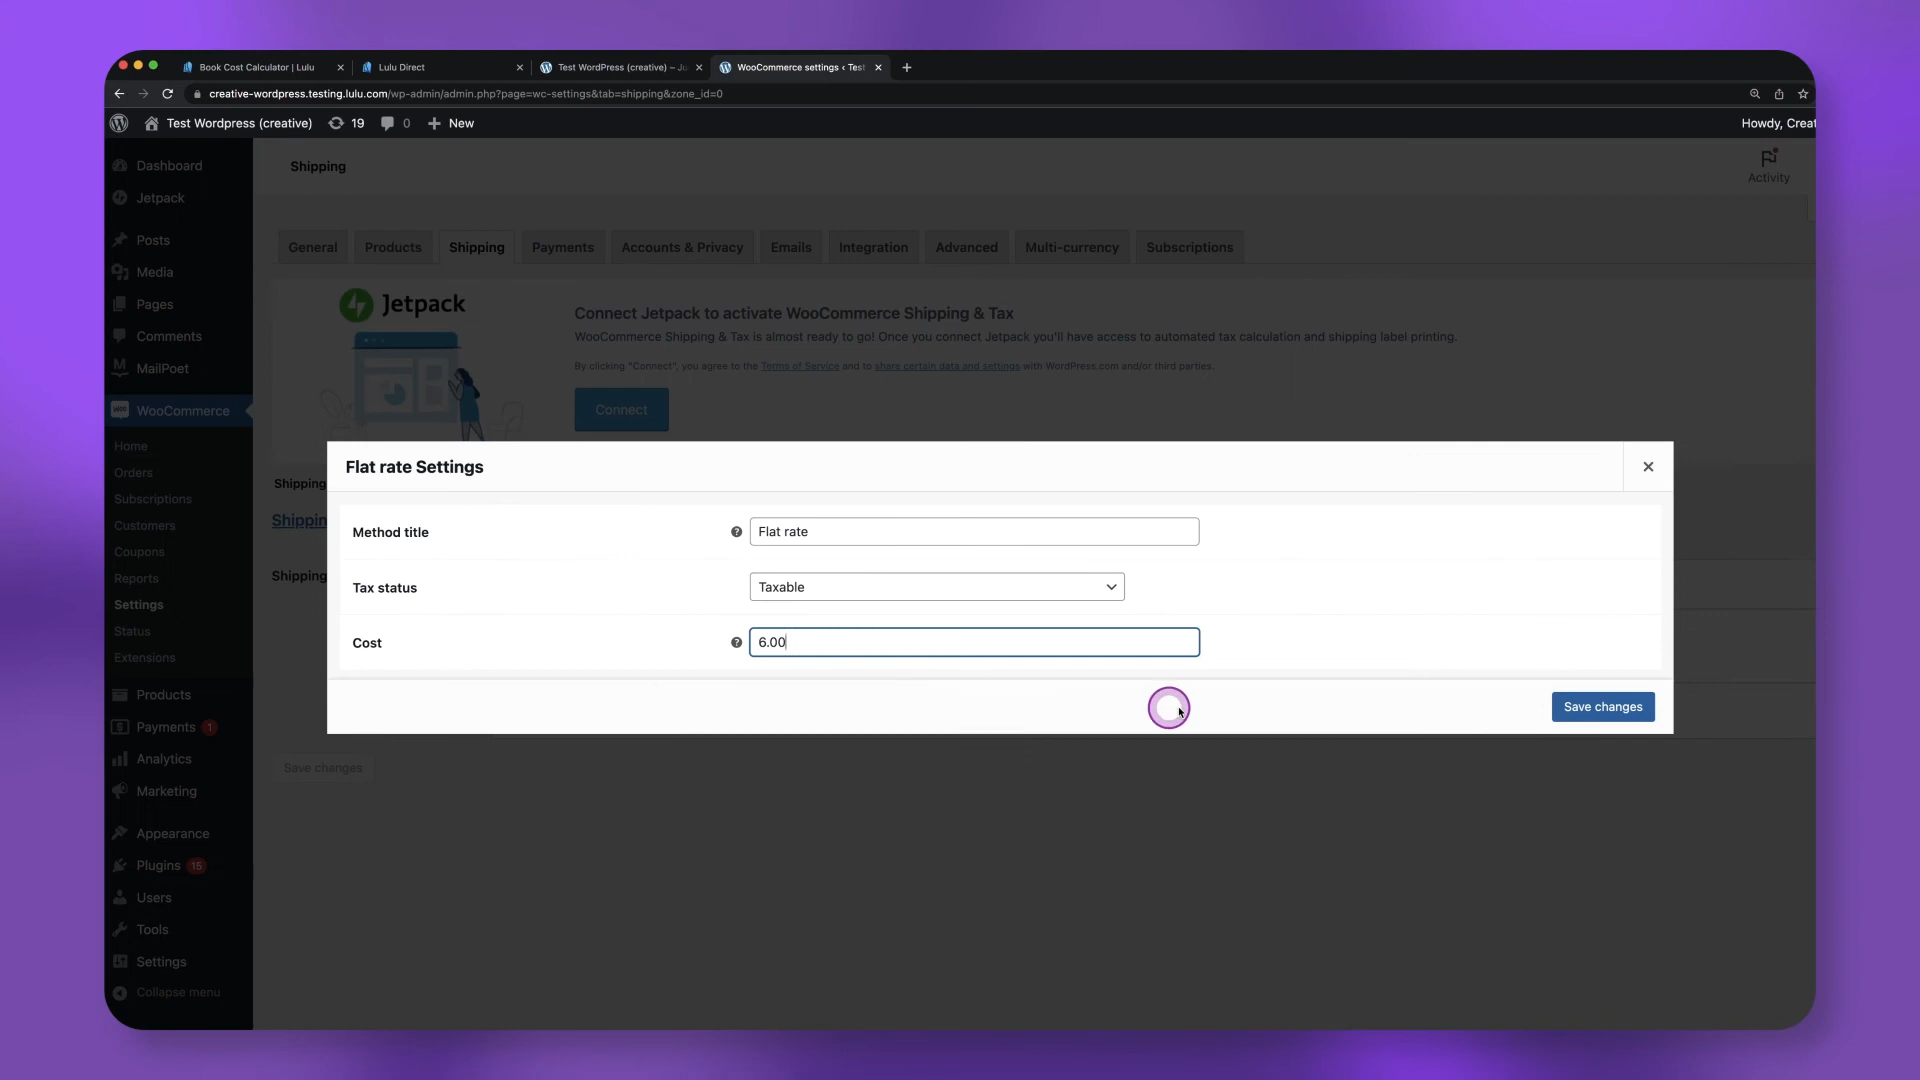 Book Cost Calculator | Lulu
Lulu Direct
Test WordPress (creative) – Ju
WooCommerce settings ‹ Test
creative-wordpress.testing.lulu.com/wp-admin/admin.php?page=wc-settings&tab=shipping&zone_id=0
Test Wordpress (creative)
19
0
New
Howdy, Creat
Dashboard
Jetpack
Posts
Media
Pages
Comments
MailPoet
WooCommerce
Home
Orders
Subscriptions
Customers
Coupons
Reports
Settings
Status
Extensions
Products
Payments 1
Analytics
Marketing
Appearance
Plugins 15
Users
Tools
Settings
Collapse menu
Shipping
Activity
General
Products
Shipping
Payments
Accounts & Privacy
Emails
Integration
Advanced
Multi-currency
Subscriptions
Jetpack
Connect Jetpack to activate WooCommerce Shipping & Tax
WooCommerce Shipping & Tax is almost ready to go! Once you connect Jetpack you'll have access to automated tax calculation and shipping label printing.
By clicking "Connect", you agree to the Terms of Service and to share certain data and settings with WordPress.com and/or third parties.
Connect
Shipping
Shippin
Shipping
Flat rate Settings
Method title
Flat rate
Tax status
Taxable
Cost
6.00
Save changes
Save changes